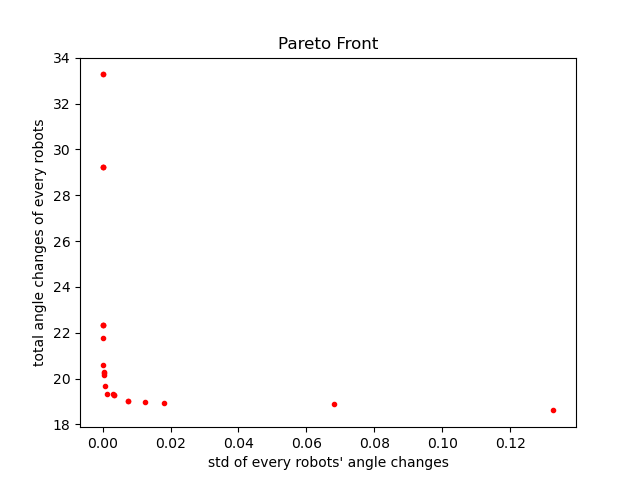 Pareto Front
total angle changes of every robots
34
32
30
28
26
24
22
20
18
0.00 0.02 0.04 0.06 0.08 0.10 0.12
std of every robots' angle changes